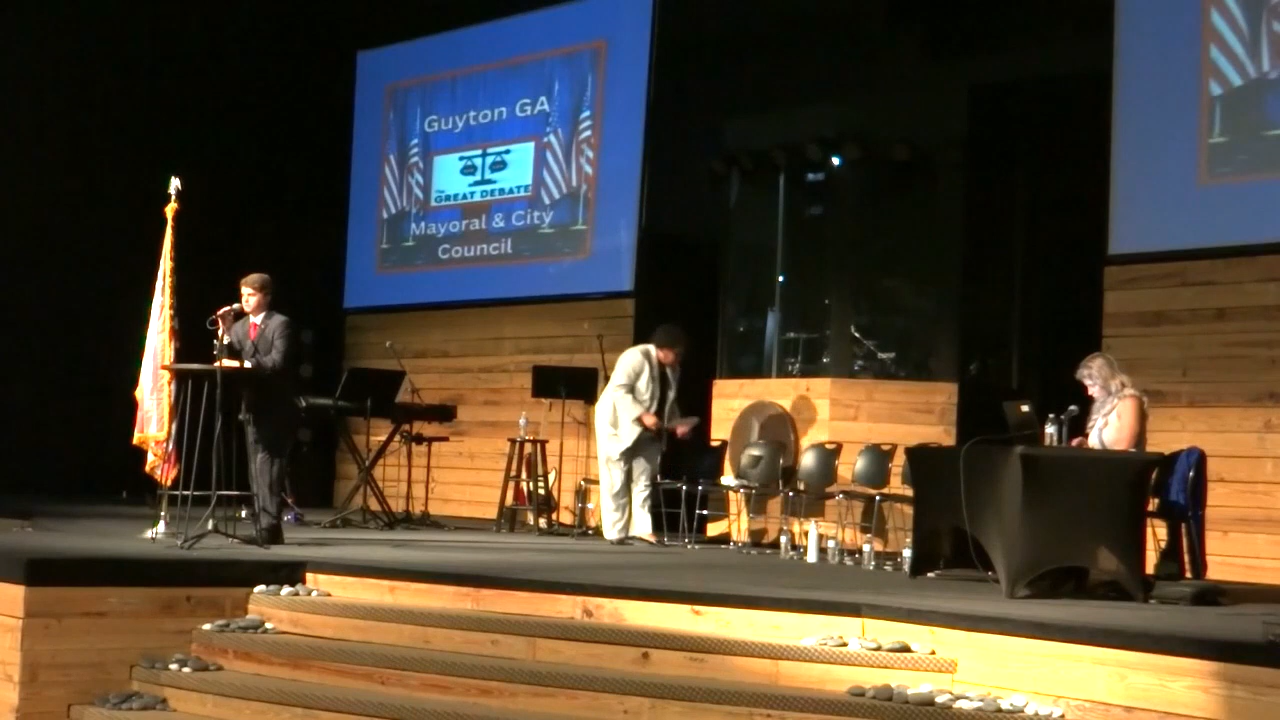 Guyton GA
The
GREAT DEBATE
Mayoral & City
Council